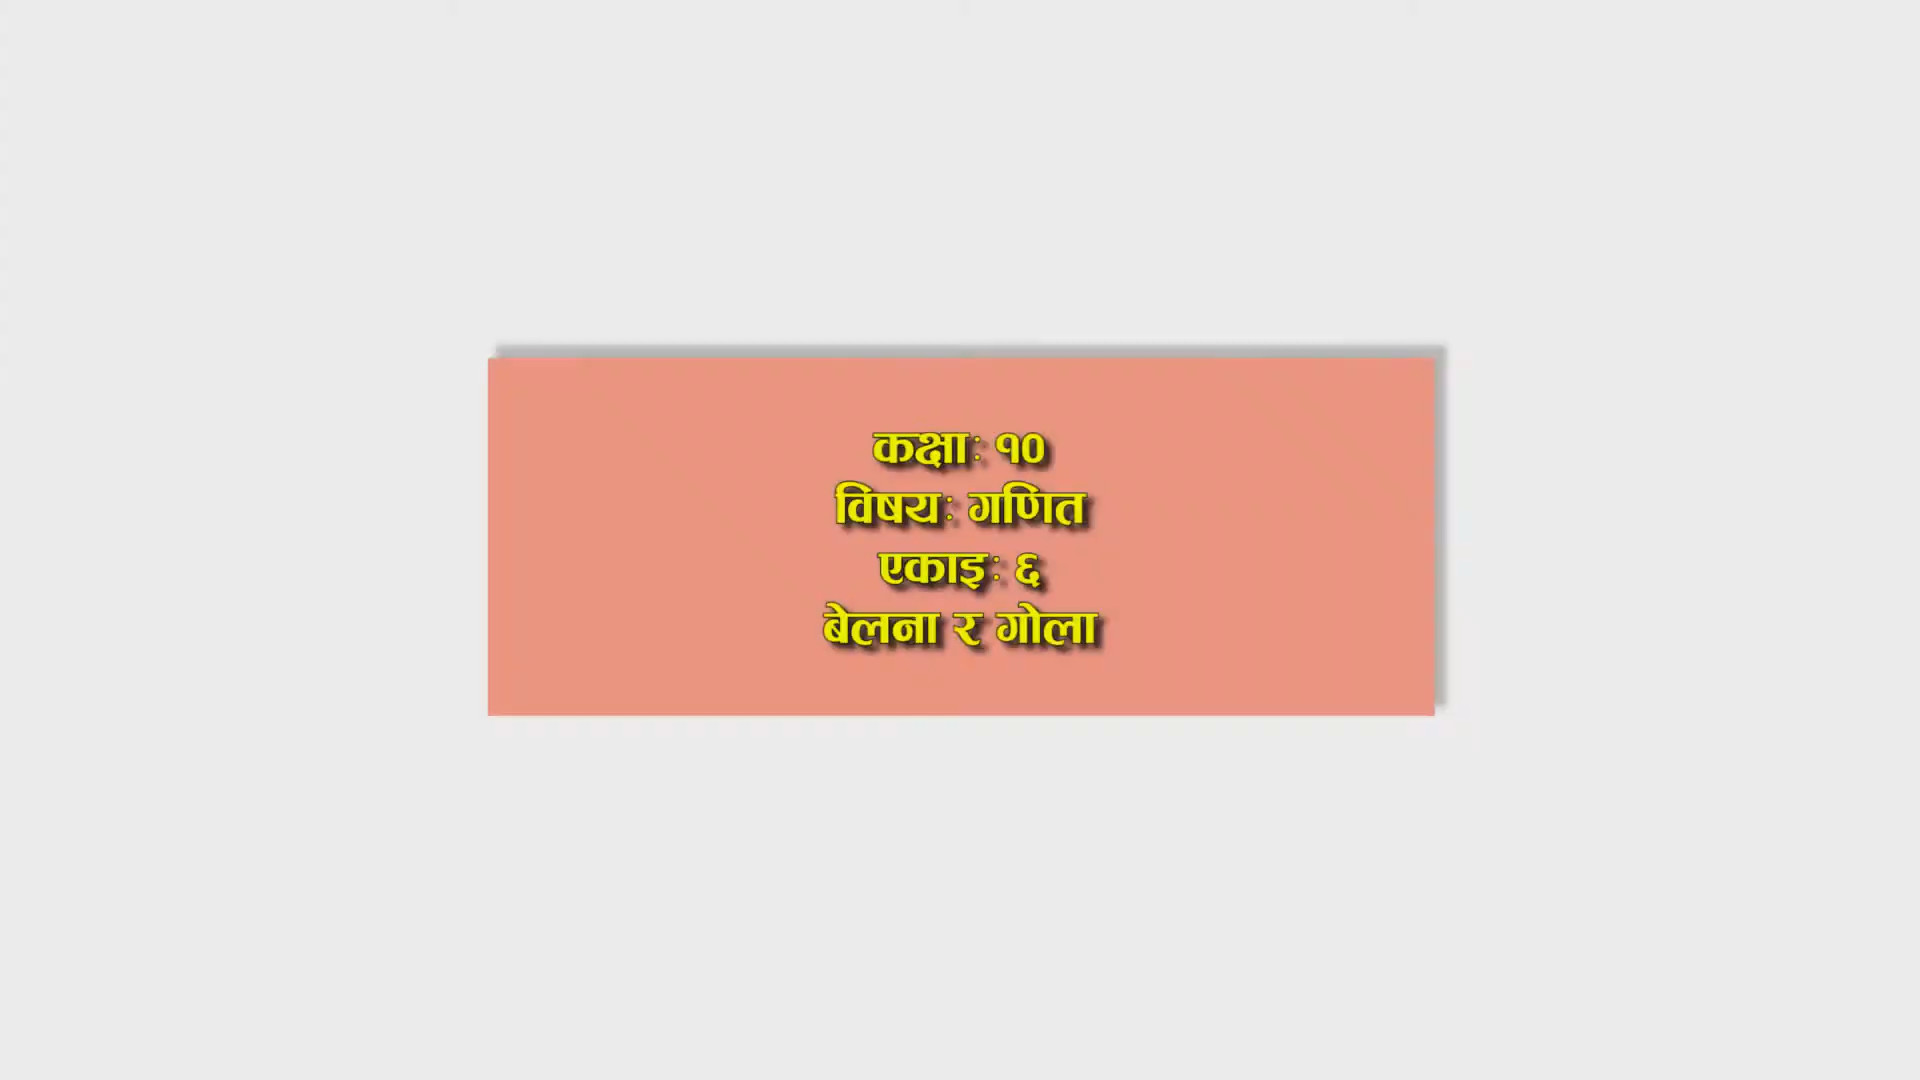 कक्षा: १०
विषय: गणित
एकाइ: ६
बेलना र गोला